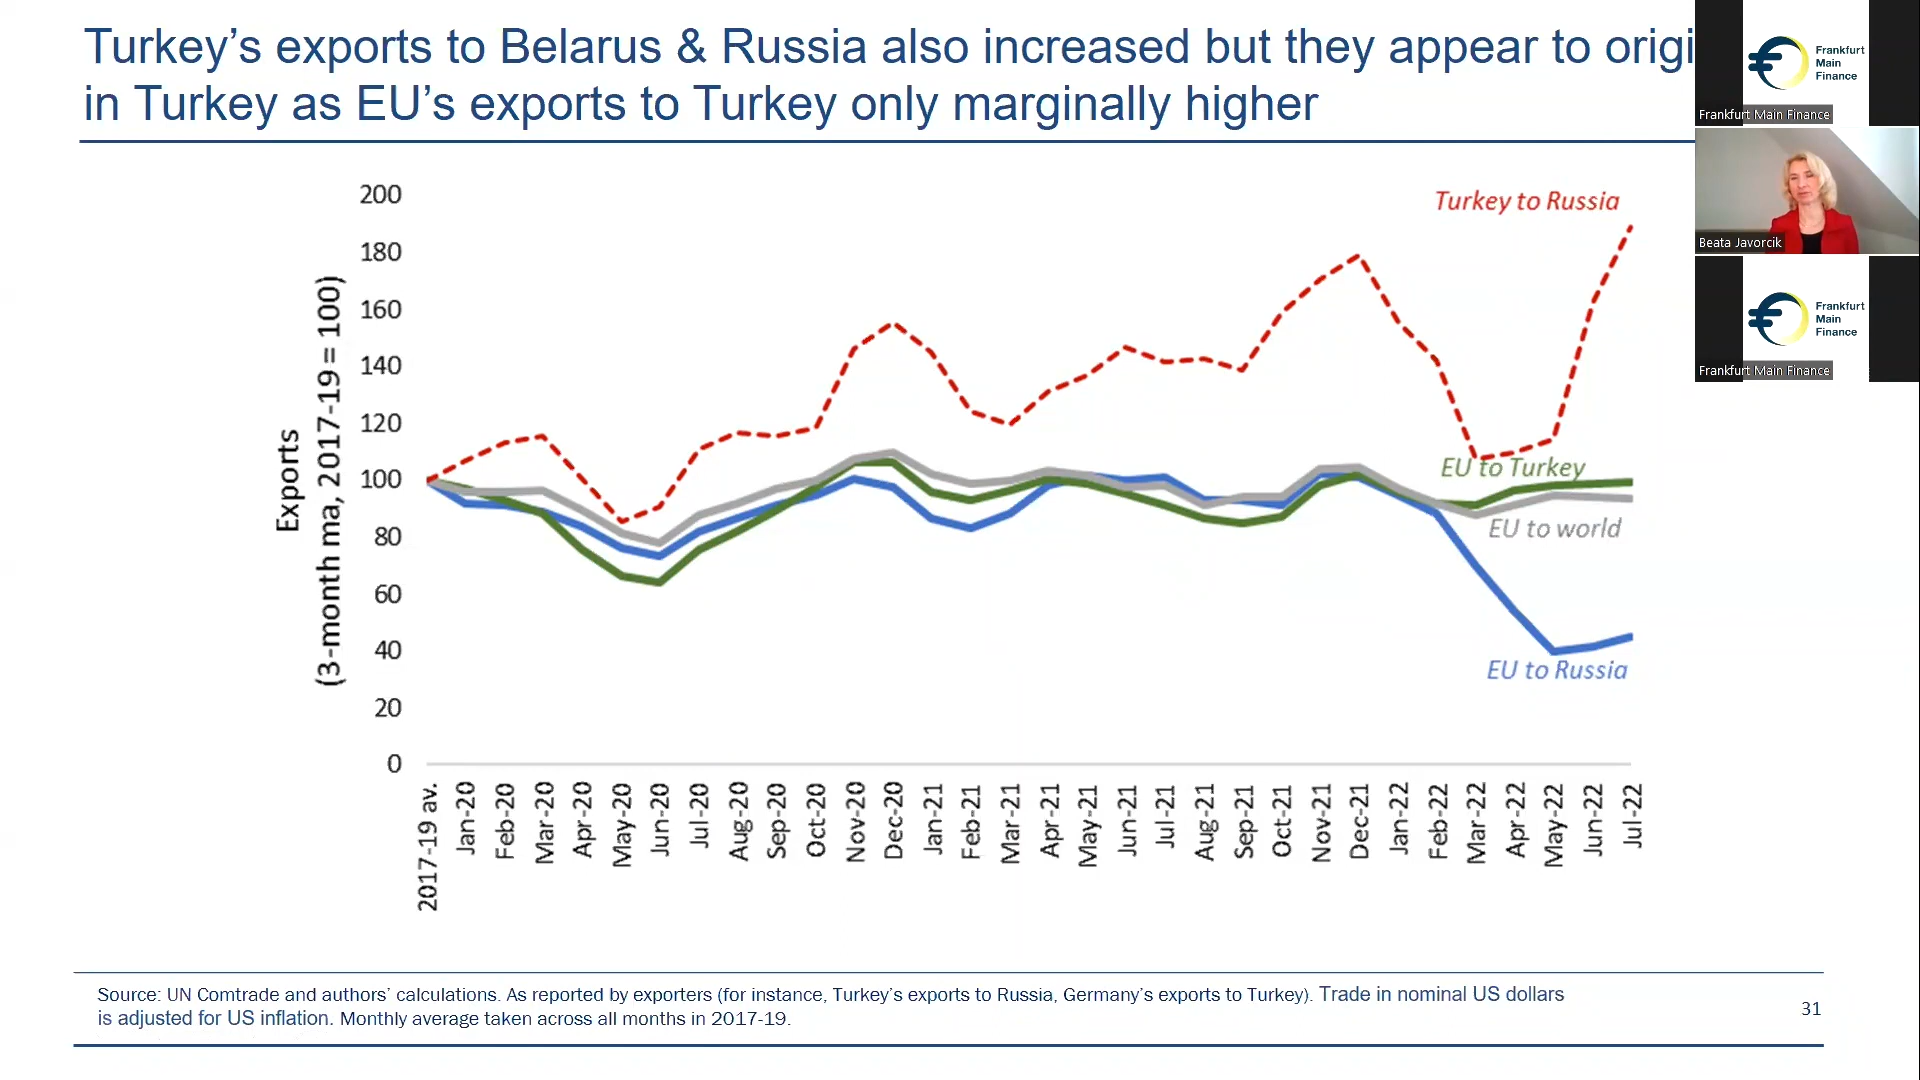 Turkey’s exports to Belarus & Russia also increased but they appear to origi
in Turkey as EU’s exports to Turkey only marginally higher
Frankfurt
Main
Finance
Frankfurt Main Finance
Beata Javorcik
Frankfurt
Main
Finance
Frankfurt Main Finance
Exports
(3-month ma, 2017-19 = 100)
200
180
160
140
120
100
80
60
40
20
0
Turkey to Russia
EU to Turkey
EU to world
EU to Russia
2017-19 av.
Jan-20
Feb-20
Mar-20
Apr-20
May-20
Jun-20
Jul-20
Aug-20
Sep-20
Oct-20
Nov-20
Dec-20
Jan-21
Feb-21
Mar-21
Apr-21
May-21
Jun-21
Jul-21
Aug-21
Sep-21
Oct-21
Nov-21
Dec-21
Jan-22
Feb-22
Mar-22
Apr-22
May-22
Jun-22
Jul-22
Source: UN Comtrade and authors’ calculations. As reported by exporters (for instance, Turkey’s exports to Russia, Germany’s exports to Turkey). Trade in nominal US dollars
is adjusted for US inflation. Monthly average taken across all months in 2017-19.
31